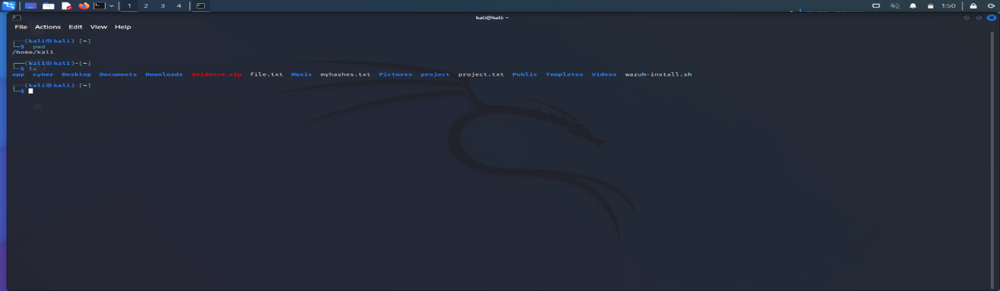 1 2 3 4 1:50
kali@kali: ~
File Actions Edit View Help
┌──(kali㉿kali)-[~]
└─$ pwd
/home/kali
┌──(kali㉿kali)-[~]
└─$ ls
app cyber Desktop Documents Downloads evidence.zip file.txt Music myhashes.txt Pictures project project.txt Public Templates Videos wazuh-install.sh
┌──(kali㉿kali)-[~]
└─$